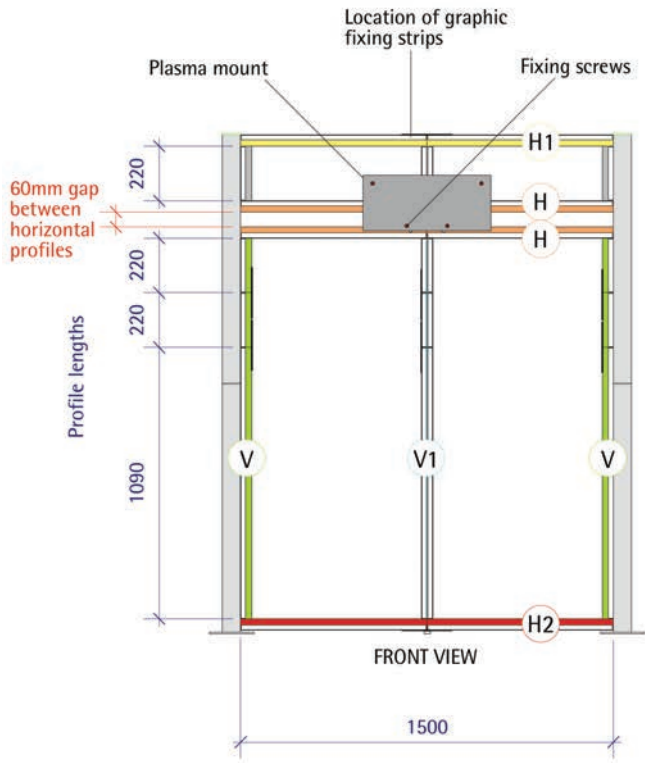 Location of graphic
fixing strips
Plasma mount
Fixing screws
H1
220
60mm gap
between
horizontal
profiles
H
H
220
220
Profile lengths
1090
V
V1
V
H2
FRONT VIEW
1500